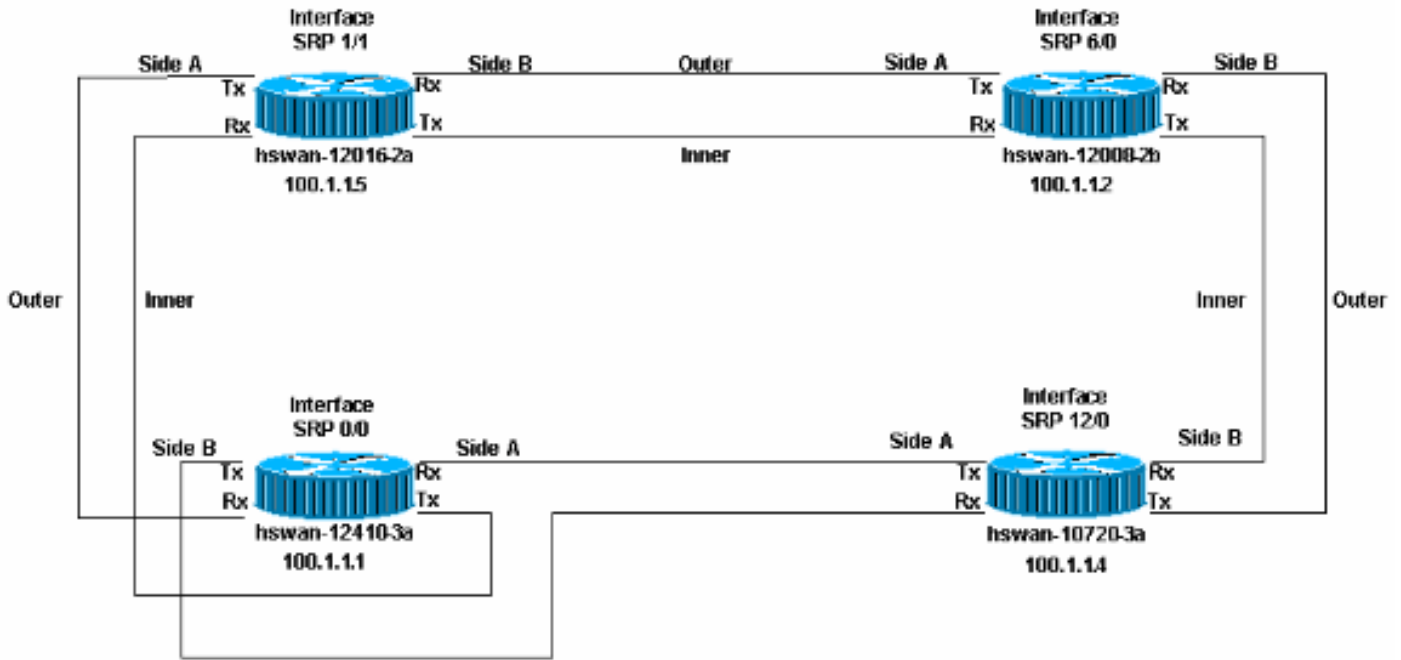 Interface
SRP 1/1
Interface
SRP 6/0
Side A
Side B
Outer
Side A
Side B
Tx
Rx
Tx
Rx
Rx
Tx
Rx
Tx
hswan-12016-2a
100.1.1.5
Inner
hswan-12008-2b
100.1.1.2
Outer
Inner
Inner
Outer
Interface
SRP 0/0
Interface
SRP 12/0
Side B
Side A
Side A
Side B
Tx
Rx
Tx
Rx
Rx
Tx
Rx
Tx
hswan-12410-3a
100.1.1.1
hswan-10720-3a
100.1.1.4